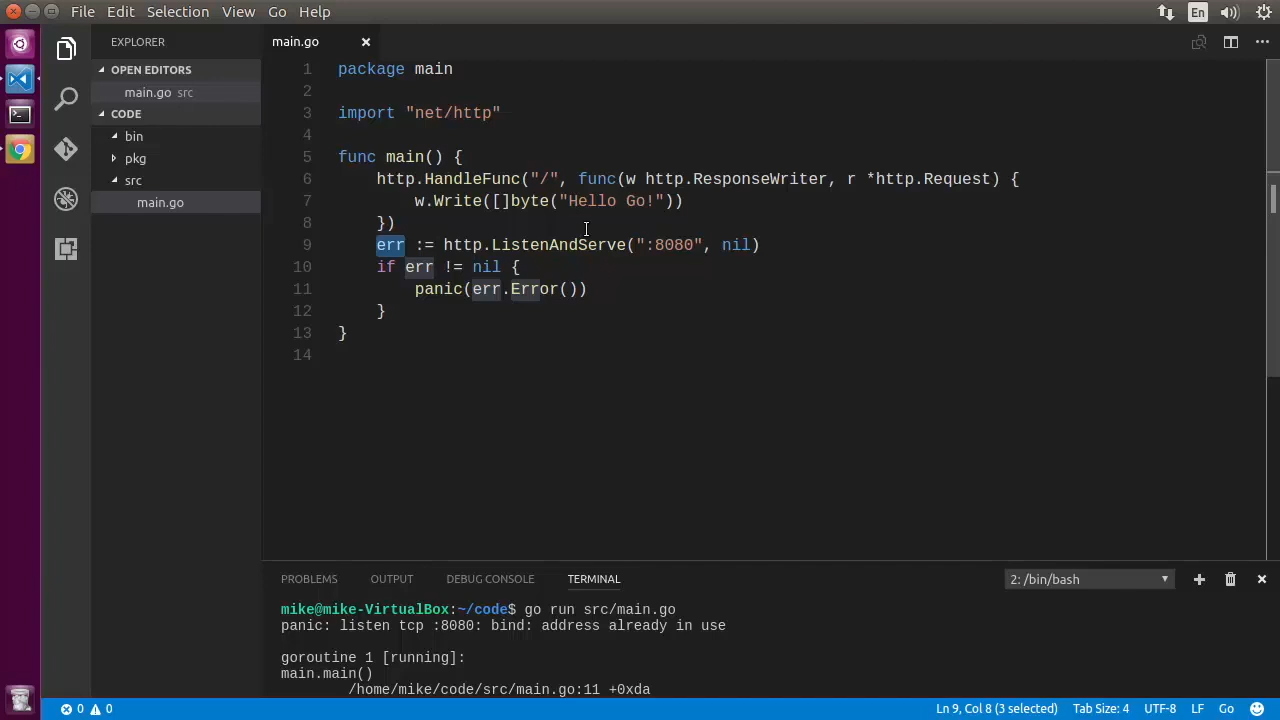 File Edit Selection View Go Help En
EXPLORER
OPEN EDITORS
main.go src
CODE
bin
pkg
src
main.go
main.go
1 package main
2
3 import "net/http"
4
5 func main() {
6 http.HandleFunc("/", func(w http.ResponseWriter, r *http.Request) {
7 w.Write([]byte("Hello Go!"))
8 })
9 err := http.ListenAndServe(":8080", nil)
10 if err != nil {
11 panic(err.Error())
12 }
13 }
14
PROBLEMS OUTPUT DEBUG CONSOLE TERMINAL 2: /bin/bash
mike@mike-VirtualBox:~/code$ go run src/main.go
panic: listen tcp :8080: bind: address already in use
goroutine 1 [running]:
main.main()
/home/mike/code/src/main.go:11 +0xda
0 0 Ln 9, Col 8 (3 selected) Tab Size: 4 UTF-8 LF Go